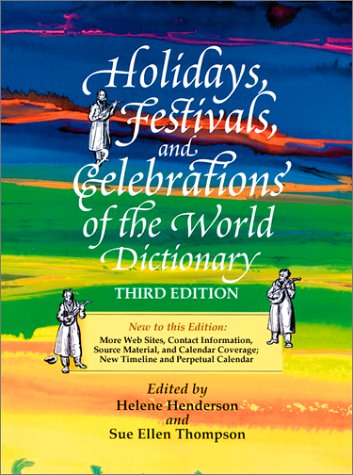 Holidays,
Festivals,
and
Celebrations
of the World
Dictionary
THIRD EDITION
New to this Edition:
More Web Sites, Contact Information,
Source Material, and Calendar Coverage;
New Timeline and Perpetual Calendar
Edited by
Helene Henderson
and
Sue Ellen Thompson